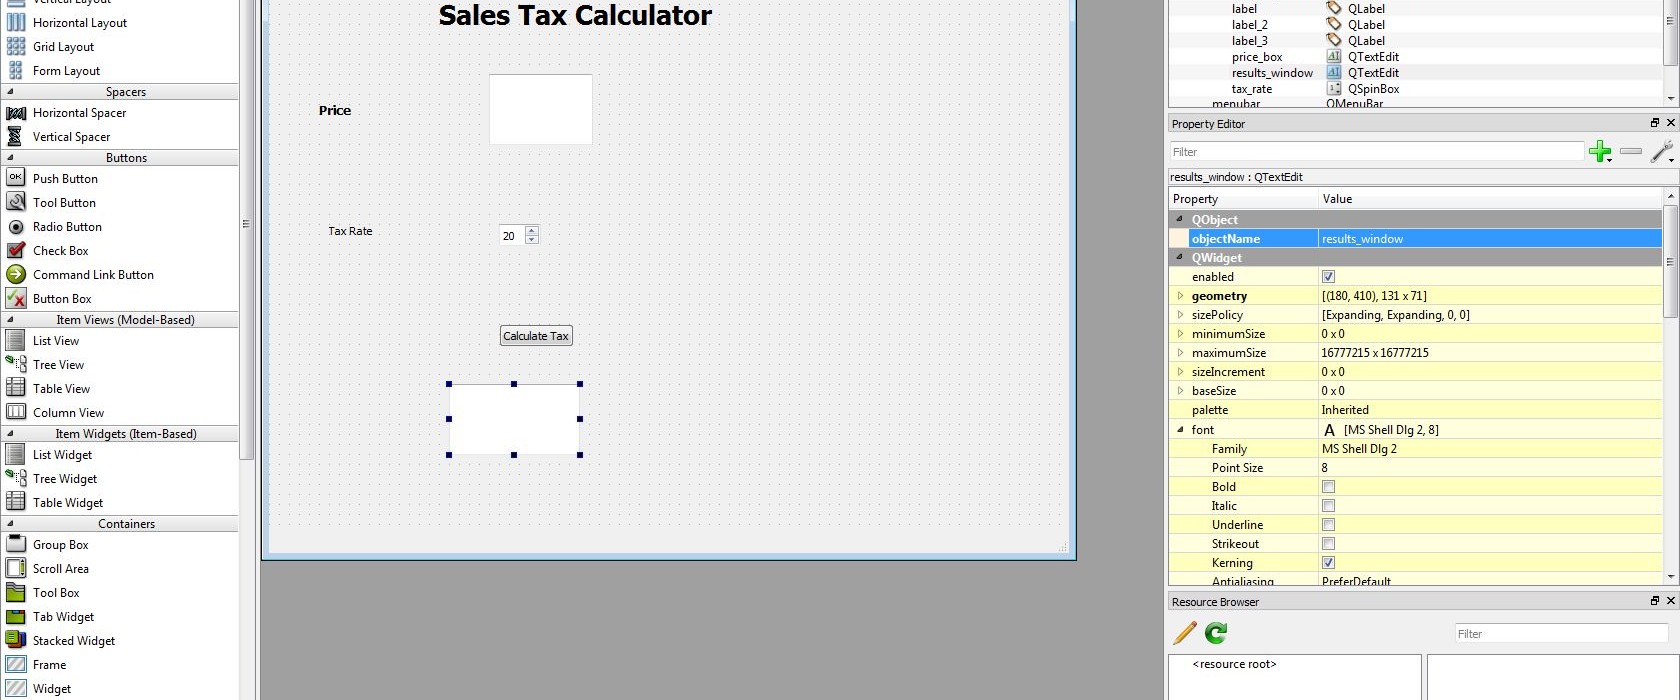 Vertical Layout
Horizontal Layout
Grid Layout
Form Layout
Spacers
Horizontal Spacer
Vertical Spacer
Buttons
OK
Push Button
Tool Button
Radio Button
Check Box
Command Link Button
Button Box
Item Views (Model-Based)
List View
Tree View
Table View
Column View
Item Widgets (Item-Based)
List Widget
Tree Widget
Table Widget
Containers
Group Box
Scroll Area
Tool Box
Tab Widget
Stacked Widget
Frame
Widget
Sales Tax Calculator
Price
Tax Rate
20
Calculate Tax
label QLabel
label_2 QLabel
label_3 QLabel
price_box AI QTextEdit
results_window AI QTextEdit
tax_rate QSpinBox
menubar QMenuBar
Property Editor
Filter
results_window : QTextEdit
Property Value
QObject
objectName results_window
QWidget
enabled
geometry [(180, 410), 131 x 71]
sizePolicy [Expanding, Expanding, 0, 0]
minimumSize 0 x 0
maximumSize 16777215 x 16777215
sizeIncrement 0 x 0
baseSize 0 x 0
palette Inherited
font A [MS Shell Dlg 2, 8]
Family MS Shell Dlg 2
Point Size 8
Bold
Italic
Underline
Strikeout
Kerning
Antialiasing PreferDefault
Resource Browser
Filter
<resource root>